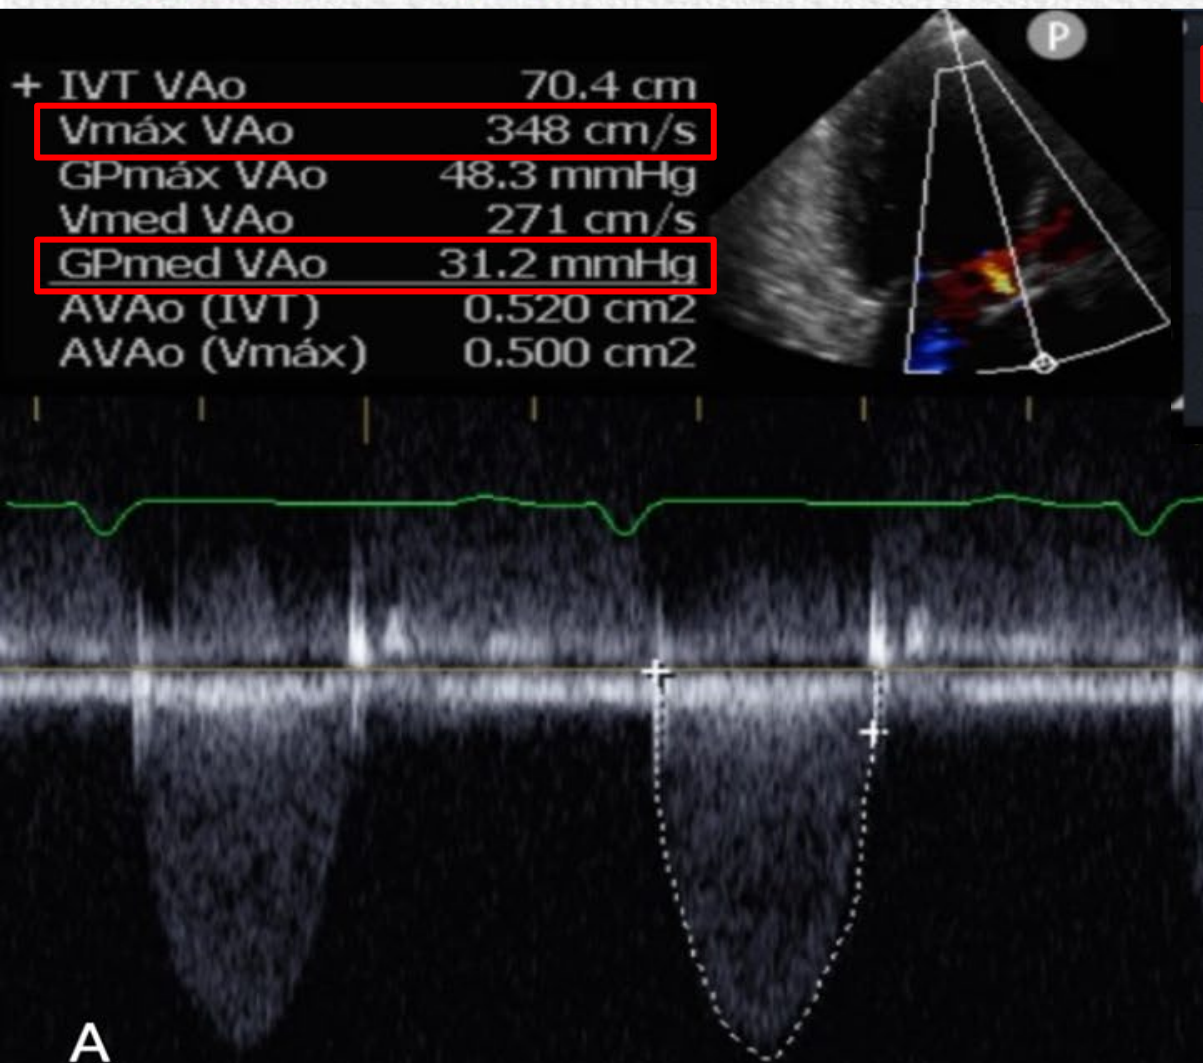 + IVT VAo 70.4 cm
Vmáx VAo 348 cm/s
GPmáx VAo 48.3 mmHg
Vmed VAo 271 cm/s
GPmed VAo 31.2 mmHg
AVAo (IVT) 0.520 cm2
AVAo (Vmáx) 0.500 cm2
P
A